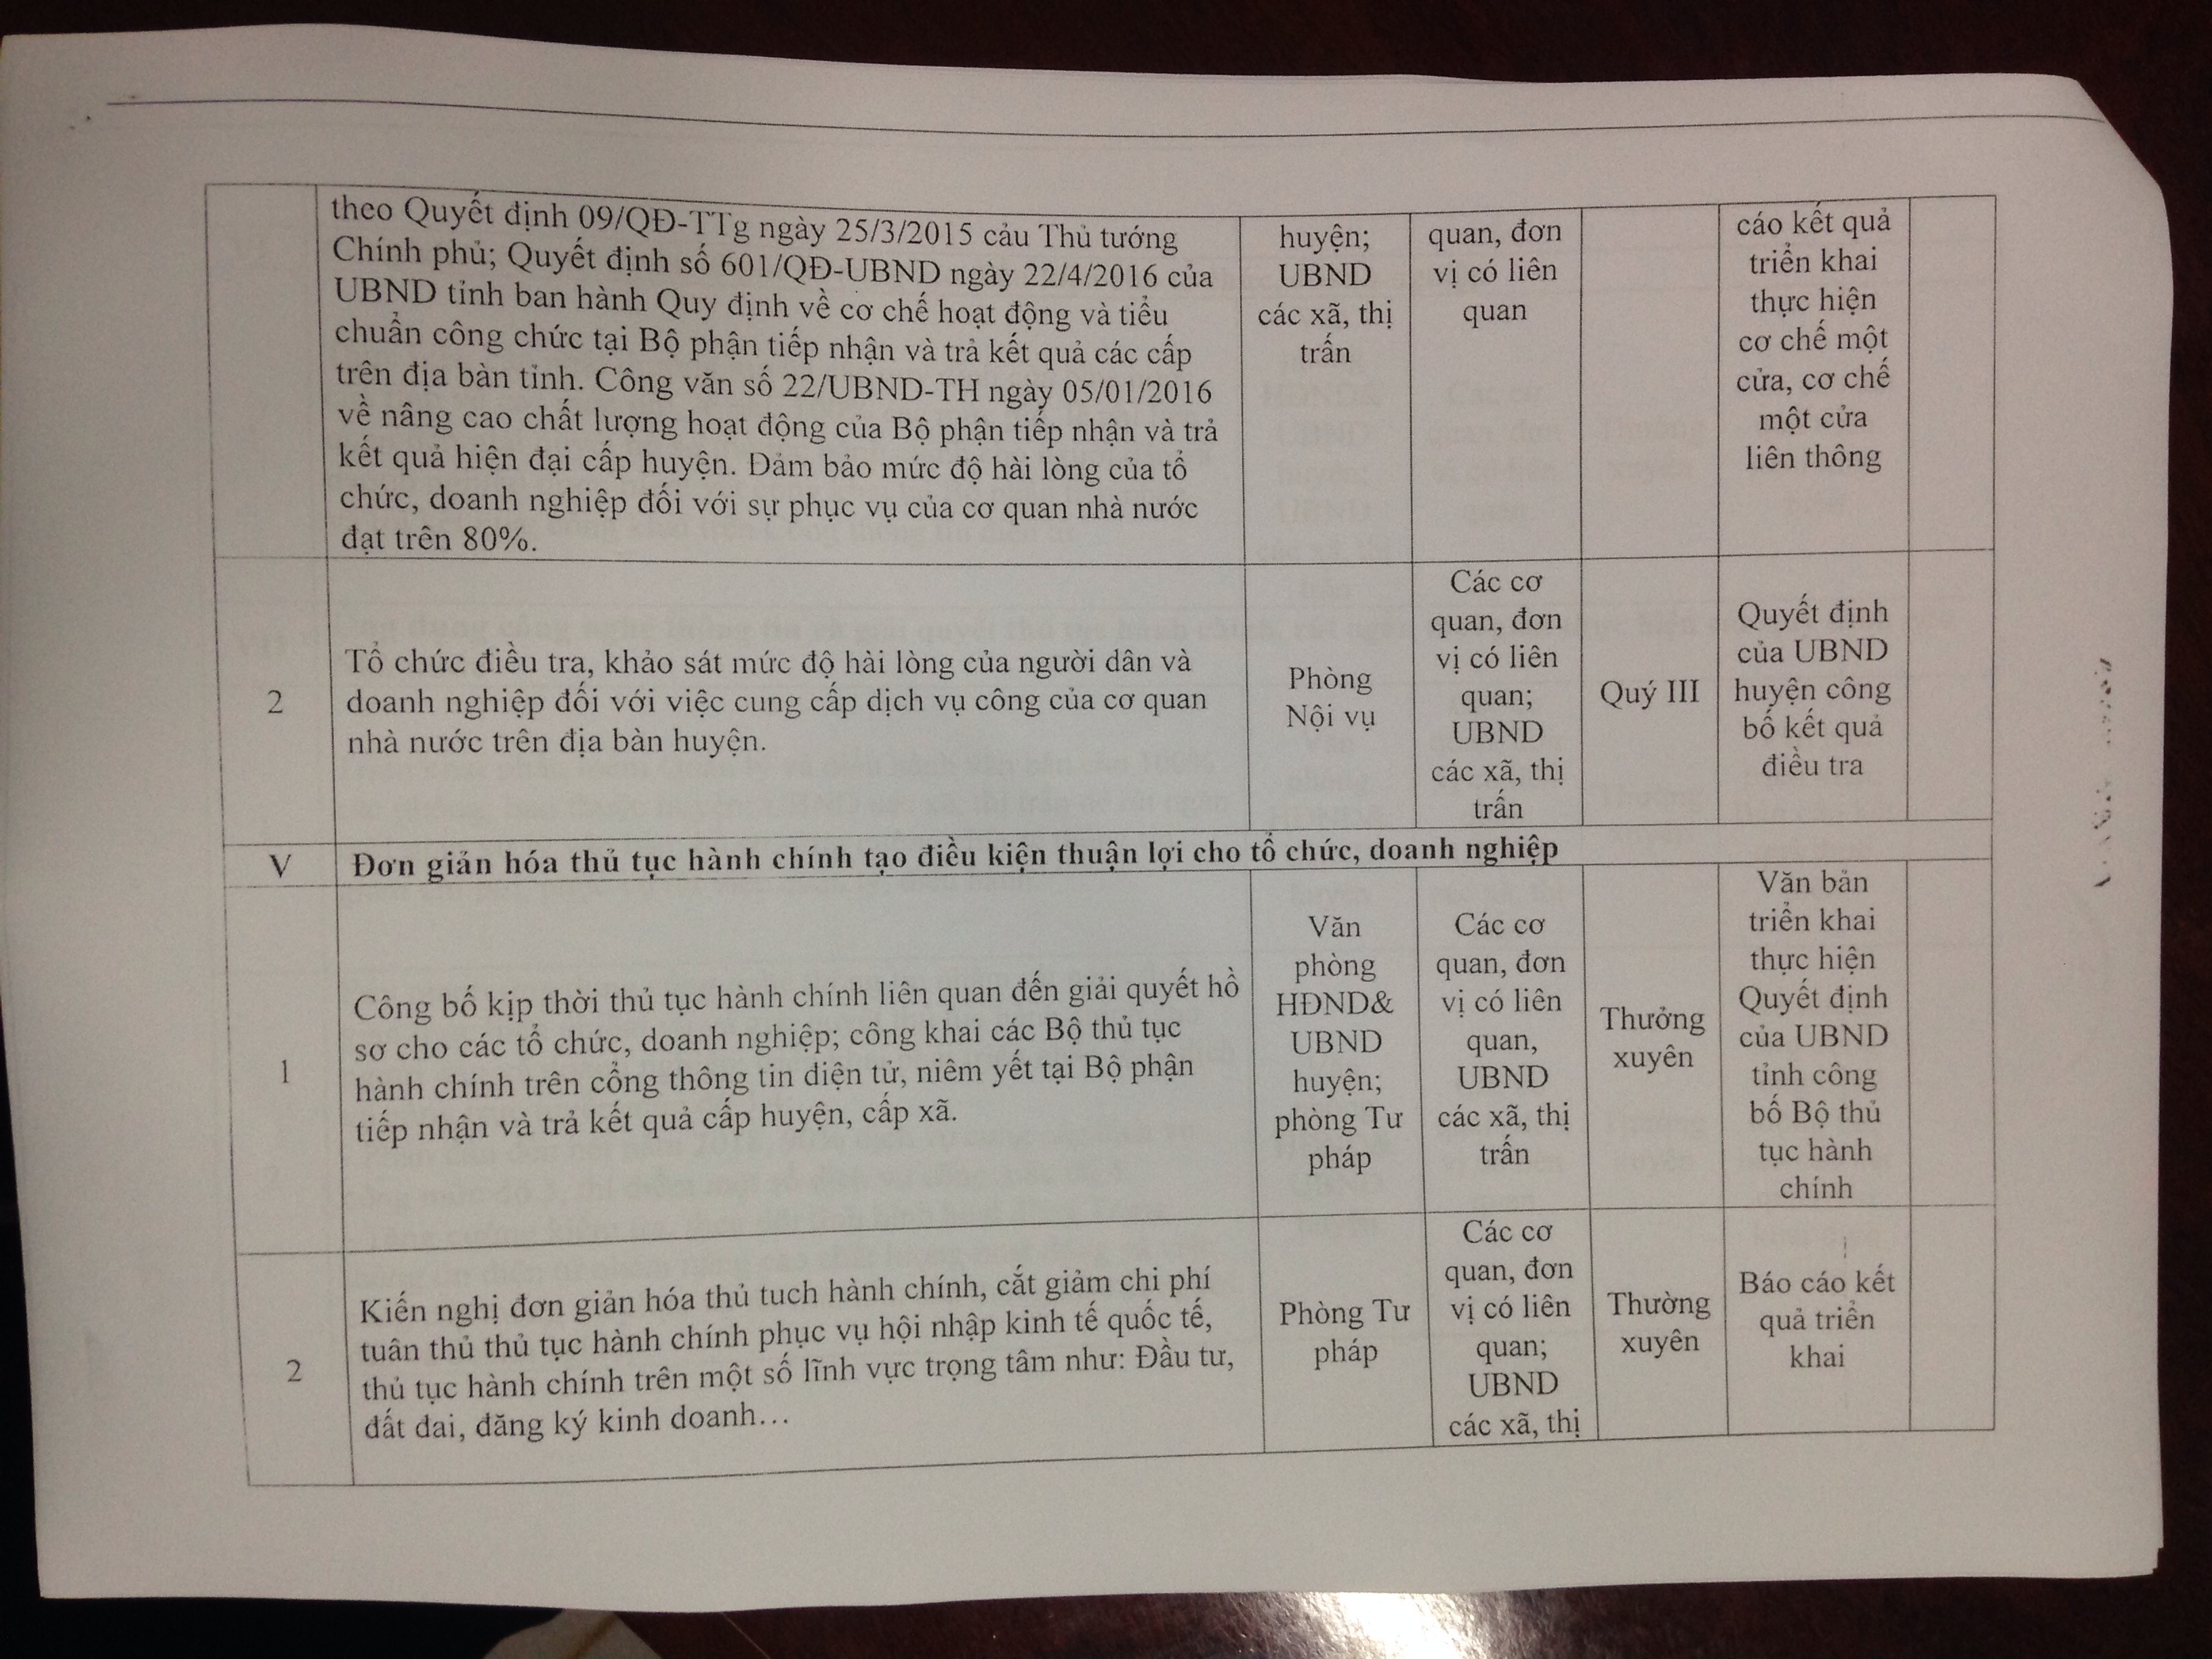 theo Quyết định 09/QĐ-TTg ngày 25/3/2015 cảu Thủ tướng
Chính phủ; Quyết định số 601/QĐ-UBND ngày 22/4/2016 của
UBND tỉnh ban hành Quy định về cơ chế hoạt động và tiểu
chuẩn công chức tại Bộ phận tiếp nhận và trả kết quả các cấp
trên địa bàn tỉnh. Công văn số 22/UBND-TH ngày 05/01/2016
về nâng cao chất lượng hoạt động của Bộ phận tiếp nhận và trả
kết quả hiện đại cấp huyện. Đảm bảo mức độ hài lòng của tổ
chức, doanh nghiệp đối với sự phục vụ của cơ quan nhà nước
đạt trên 80%.
huyện;
UBND
các xã, thị
trấn
quan, đơn
vị có liên
quan
cáo kết quả
triển khai
thực hiện
cơ chế một
cửa, cơ chế
một cửa
liên thông
2
Tổ chức điều tra, khảo sát mức độ hài lòng của người dân và
doanh nghiệp đối với việc cung cấp dịch vụ công của cơ quan
nhà nước trên địa bàn huyện.
Phòng
Nội vụ
Các cơ
quan, đơn
vị có liên
quan;
UBND
các xã, thị
trấn
Quý III
Quyết định
của UBND
huyện công
bố kết quả
điều tra
V
Đơn giản hóa thủ tục hành chính tạo điều kiện thuận lợi cho tổ chức, doanh nghiệp
1
Công bố kịp thời thủ tục hành chính liên quan đến giải quyết hồ
sơ cho các tổ chức, doanh nghiệp; công khai các Bộ thủ tục
hành chính trên cổng thông tin điện tử, niêm yết tại Bộ phận
tiếp nhận và trả kết quả cấp huyện, cấp xã.
Văn
phòng
HĐND&
UBND
huyện;
phòng Tư
pháp
Các cơ
quan, đơn
vị có liên
quan,
UBND
các xã, thị
trấn
Thưởng
xuyên
Văn bản
triển khai
thực hiện
Quyết định
của UBND
tỉnh công
bố Bộ thủ
tục hành
chính
2
Kiến nghị đơn giản hóa thủ tuch hành chính, cắt giảm chi phí
tuân thủ thủ tục hành chính phục vụ hội nhập kinh tế quốc tế,
thủ tục hành chính trên một số lĩnh vực trọng tâm như: Đầu tư,
đất đai, đăng ký kinh doanh…
Phòng Tư
pháp
Các cơ
quan, đơn
vị có liên
quan;
UBND
các xã, thị
Thường
xuyên
Báo cáo kết
quả triển
khai